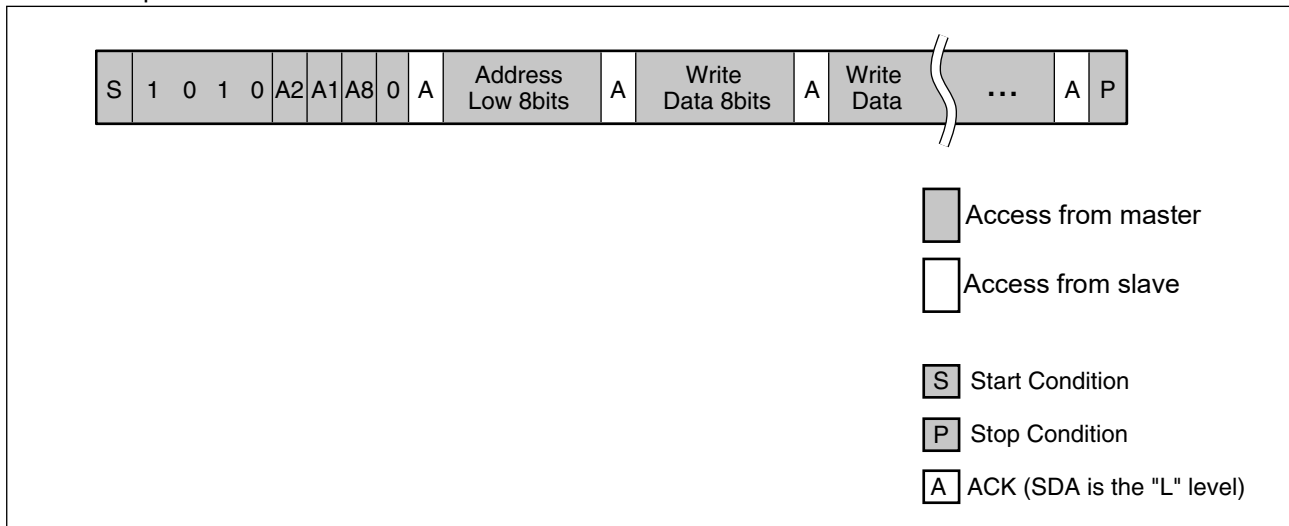 S 1 0 1 0 A2 A1 A8 0 A Address Low 8bits A Write Data 8bits A Write Data ... A P
Access from master
Access from slave
S Start Condition
P Stop Condition
A ACK (SDA is the "L" level)